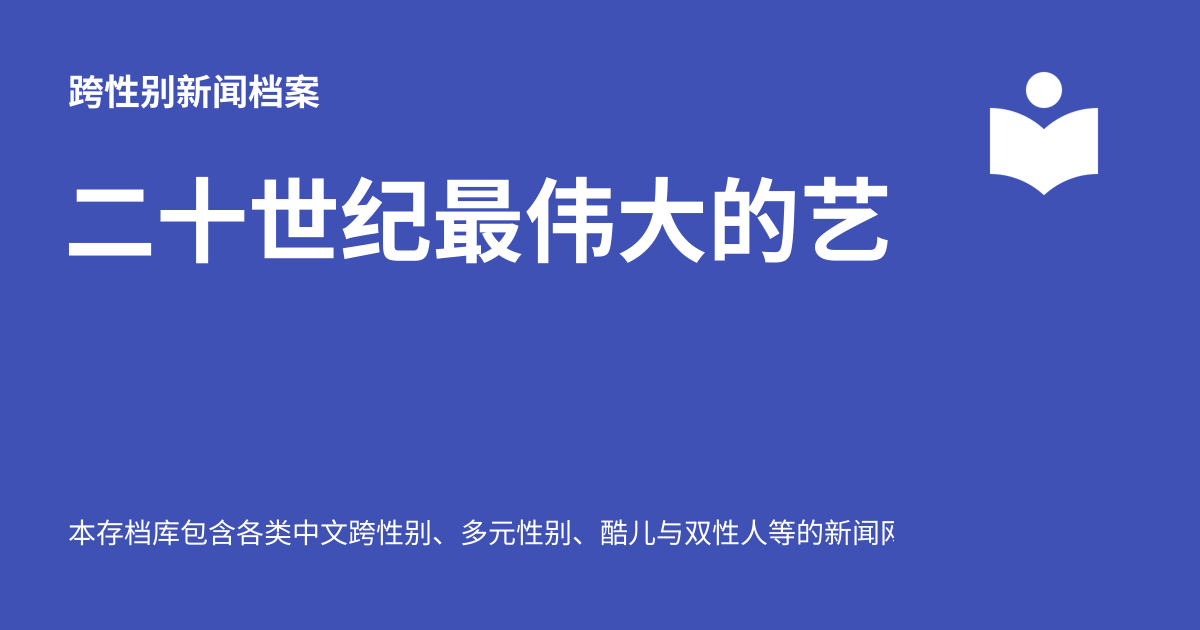 跨性别新闻档案
二十世纪最伟大的艺
本存档库包含各类中文跨性别、多元性别、酷儿与双性人等的新闻网